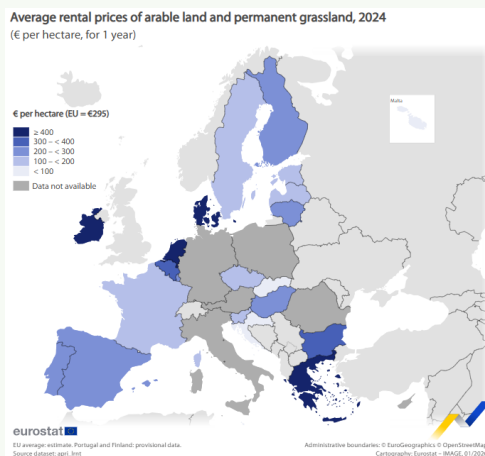 Average rental prices of arable land and permanent grassland, 2024
(€ per hectare, for 1 year)
Malta
€ per hectare (EU = €295)
≥ 400
300 – < 400
200 – < 300
100 – < 200
< 100
Data not available
eurostat
EU average: estimate. Portugal and Finland: provisional data.
Source dataset: apri_lrnt
Administrative boundaries: © EuroGeographics © OpenStreetMap
Cartography: Eurostat – IMAGE, 01/2026